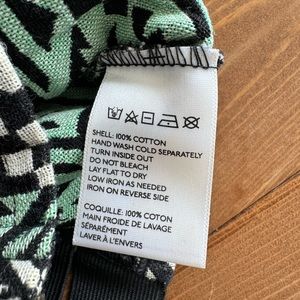 SHELL: 100% COTTON
HAND WASH COLD SEPARATELY
TURN INSIDE OUT
DO NOT BLEACH
LAY FLAT TO DRY
LOW IRON AS NEEDED
IRON ON REVERSE SIDE
COQUILLE: 100% COTON
MAIN FROIDE DE LAVAGE
SÉPARÉMENT
LAVER À L'ENVERS